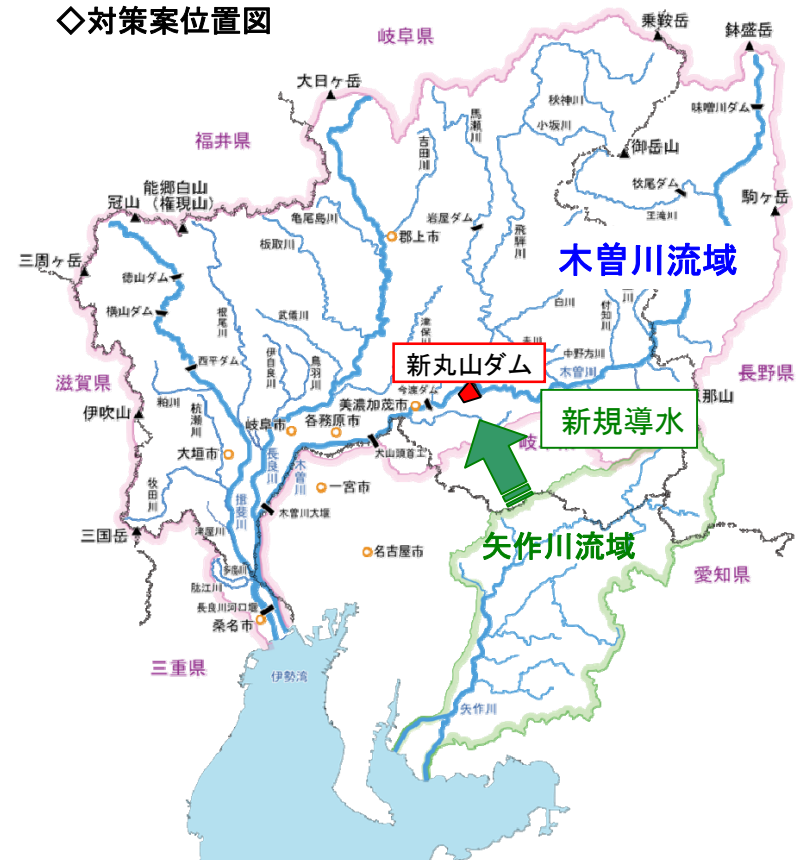 ◇対策案位置図
岐阜県
乗鞍岳
鉢盛岳
大日ヶ岳
味噌川ダム
馬瀬川
秋神川
小坂川
福井県
吉田川
御岳山
能郷白山
(権現山)
冠山
牧尾ダム
駒ヶ岳
王滝川
亀尾島川
岩屋ダム
飛騨川
郡上市
板取川
木曽川流域
三周ヶ岳
徳山ダム
横山ダム
根尾川
武儀川
津保川
白川
付知川
赤川
中野方川
西平ダム
伊自良川
鳥羽川
新丸山ダム
木曽川
滋賀県
長野県
今渡ダム
粕川
杭瀬川
美濃加茂市
新規導水
那山
伊吹山
岐阜市
各務原市
岐
大垣市
長良川
木曽川
犬山頭首工
牧田川
揖斐川
一宮市
木曽川大堰
三国岳
津屋川
矢作川流域
名古屋市
愛知県
多度川
肱江川
長良川河口堰
桑名市
三重県
伊勢湾
矢作川